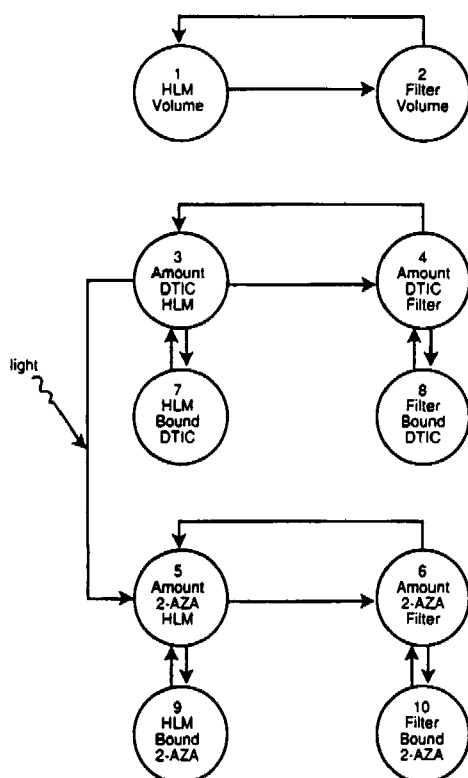 1
HLM
Volume
2
Filter
Volume
3
Amount
DTIC
HLM
4
Amount
DTIC
Filter
light
7
HLM
Bound
DTIC
8
Filter
Bound
DTIC
5
Amount
2-AZA
HLM
6
Amount
2-AZA
Filter
9
HLM
Bound
2-AZA
10
Filter
Bound
2-AZA